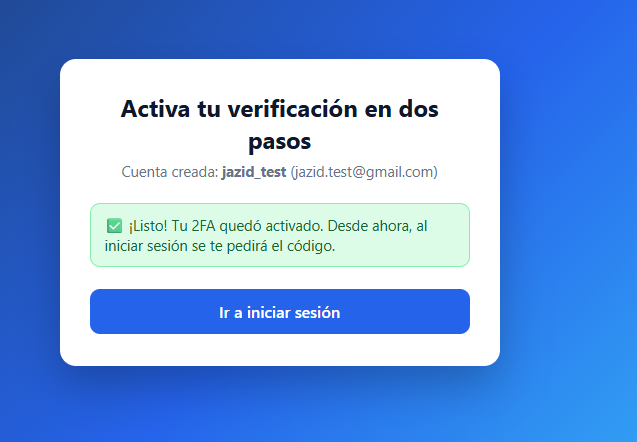 Activa tu verificación en dos
pasos
Cuenta creada: jazid_test (jazid.test@gmail.com)
✅ ¡Listo! Tu 2FA quedó activado. Desde ahora, al
iniciar sesión se te pedirá el código.
Ir a iniciar sesión